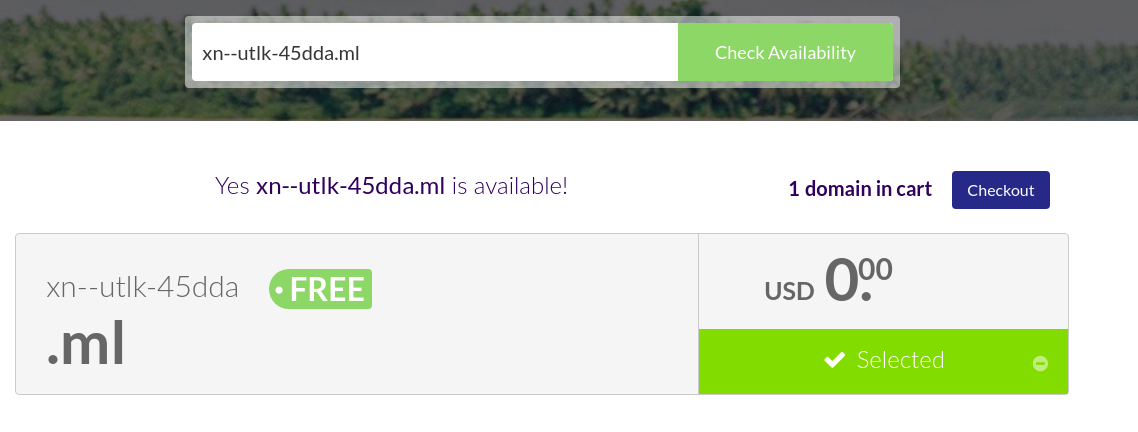 xn--utlk-45dda.ml
Check Availability
Yes xn--utlk-45dda.ml is available!
1 domain in cart
Checkout
xn--utlk-45dda
FREE
.ml
USD 0.00
Selected